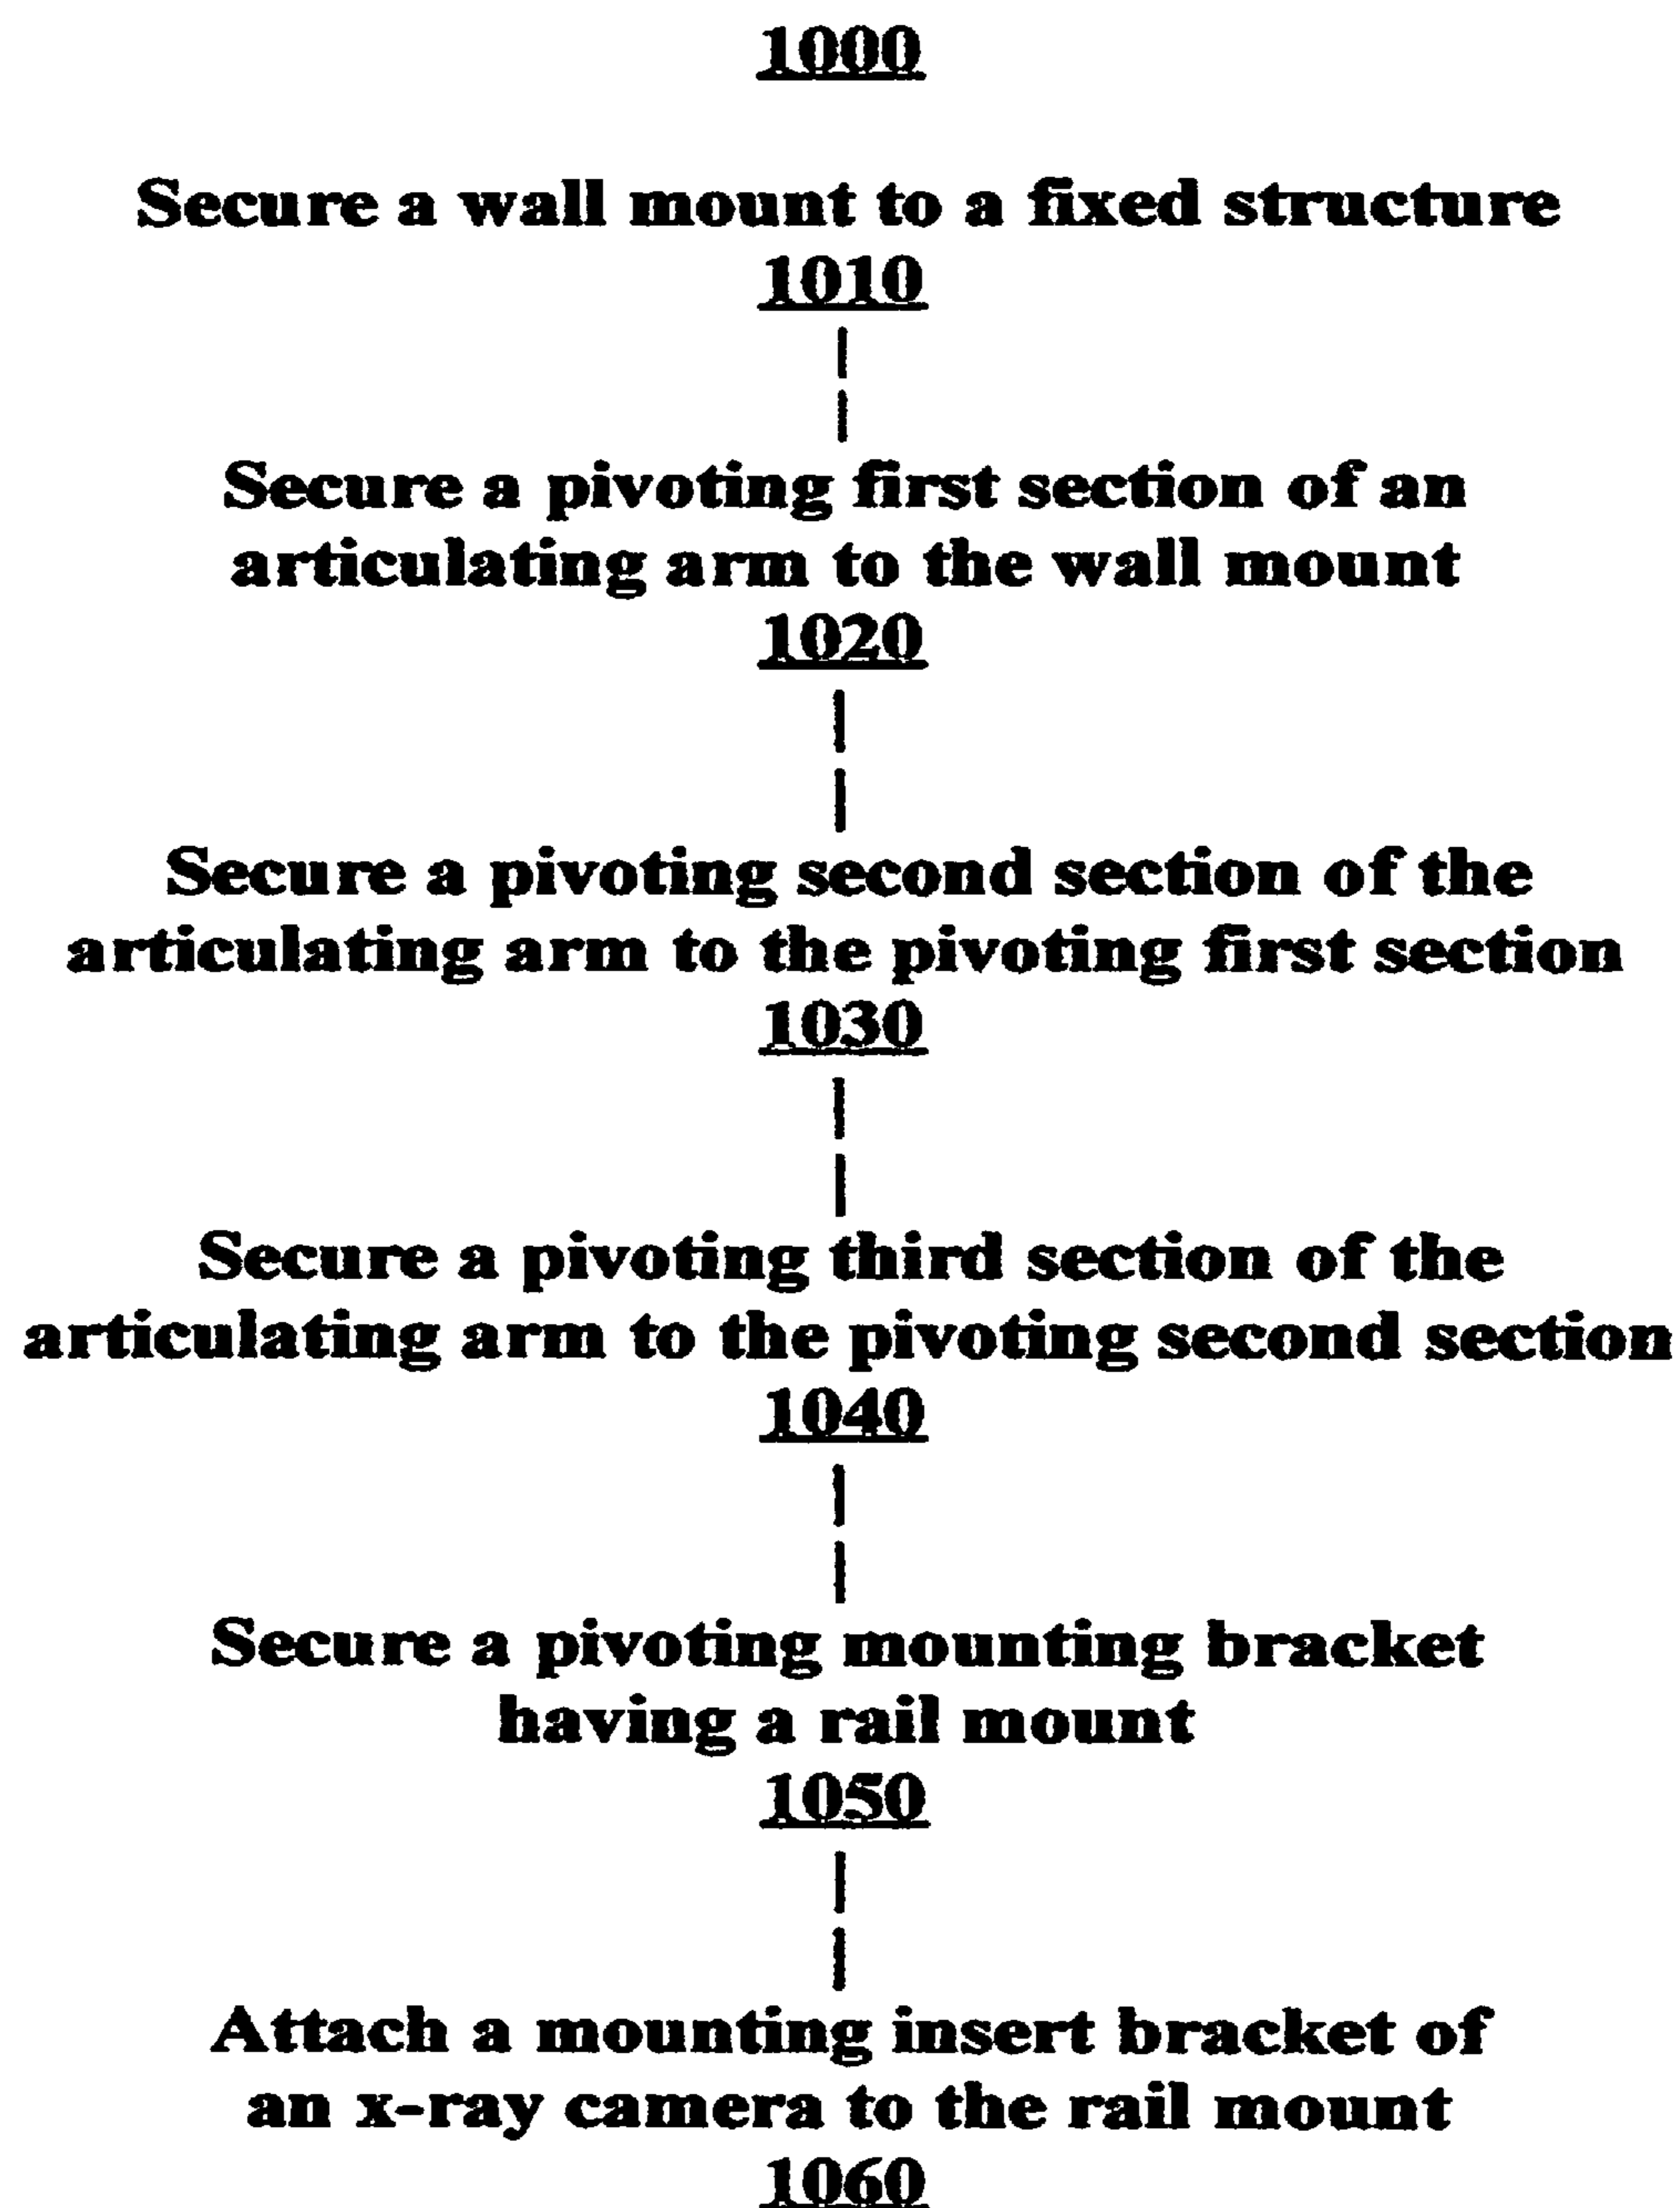 1000
Secure a wall mount to a fixed structure
1010
Secure a pivoting first section of an
articulating arm to the wall mount
1020
Secure a pivoting second section of the
articulating arm to the pivoting first section
1030
Secure a pivoting third section of the
articulating arm to the pivoting second section
1040
Secure a pivoting mounting bracket
having a rail mount
1050
Attach a mounting insert bracket of
an x-ray camera to the rail mount
1060